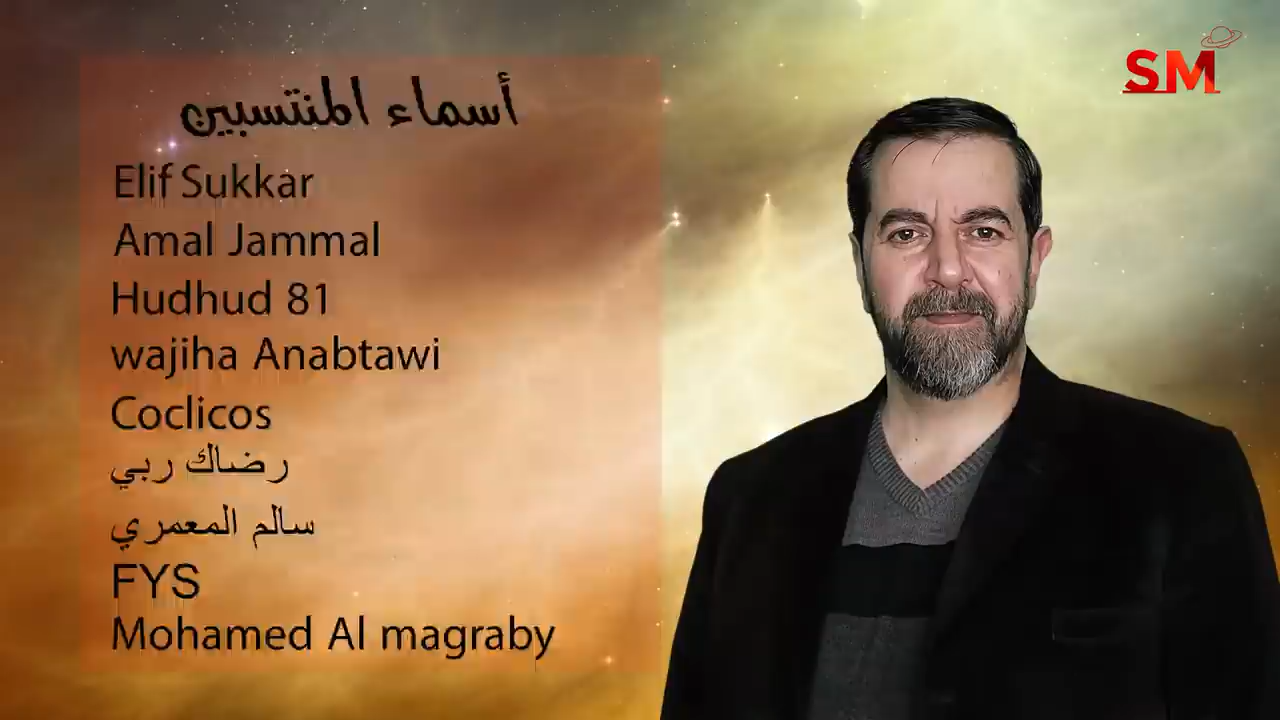 SM
أسماء المنتسبين
Elif Sukkar
Amal Jammal
Hudhud 81
wajiha Anabtawi
Coclicos
رضاك ربي
سالم المعمري
FYS
Mohamed Al magraby